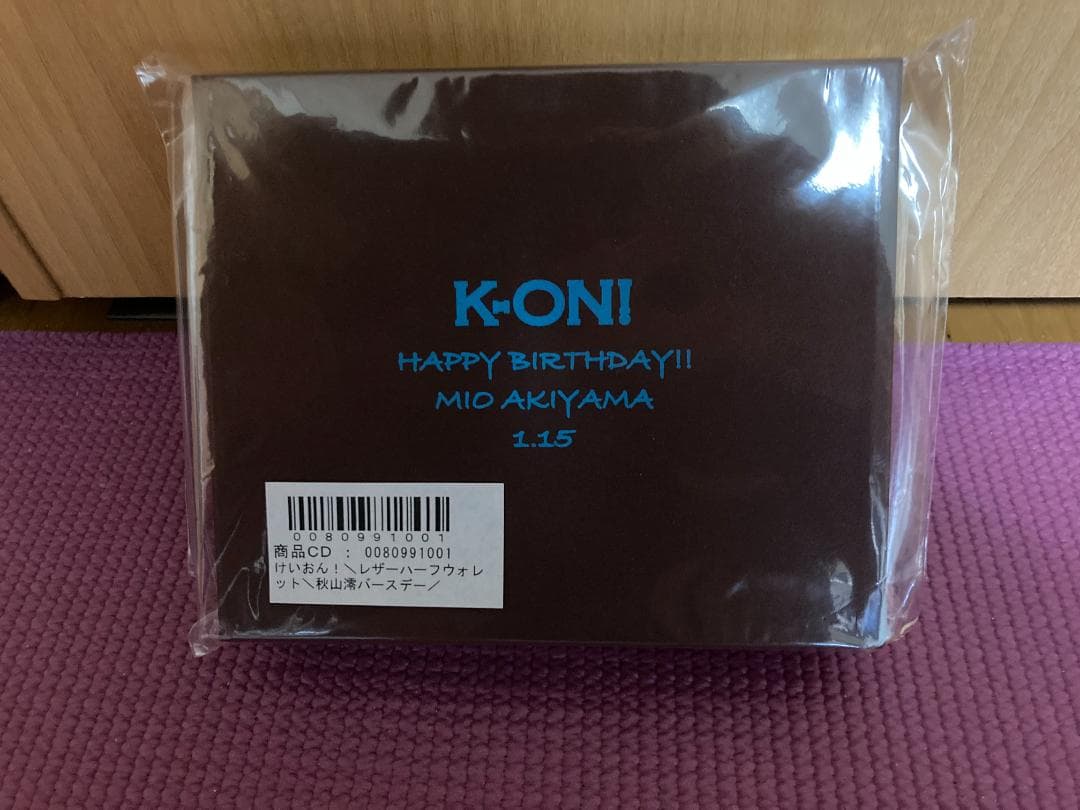 K-ON!
HAPPY BIRTHDAY!!
MIO AKIYAMA
1.15
0080991001
商品CD : 0080991001
けいおん!＼レザーハーフウォレ
ット＼秋山澪バースデー／